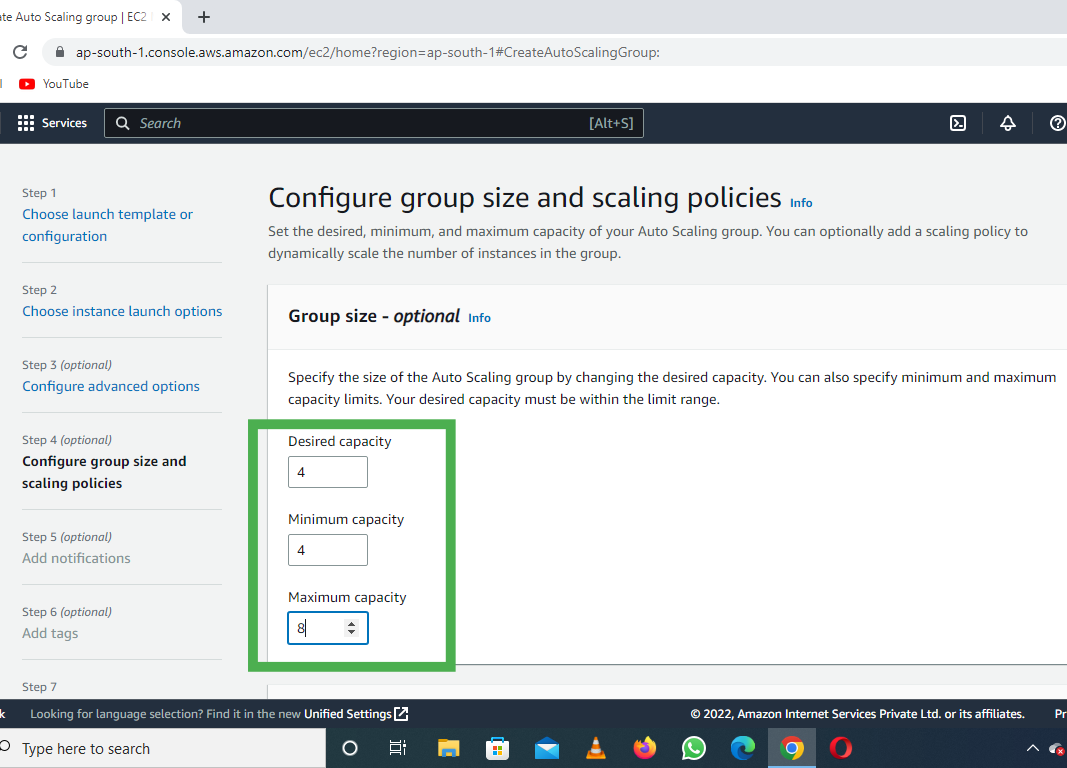 ate Auto Scaling group | EC2
ap-south-1.console.aws.amazon.com/ec2/home?region=ap-south-1#CreateAutoScalingGroup:
YouTube
Services
Search
[Alt+S]
Step 1
Choose launch template or
configuration
Step 2
Choose instance launch options
Step 3 (optional)
Configure advanced options
Step 4 (optional)
Configure group size and
scaling policies
Step 5 (optional)
Add notifications
Step 6 (optional)
Add tags
Step 7
Configure group size and scaling policies Info
Set the desired, minimum, and maximum capacity of your Auto Scaling group. You can optionally add a scaling policy to
dynamically scale the number of instances in the group.
Group size - optional Info
Specify the size of the Auto Scaling group by changing the desired capacity. You can also specify minimum and maximum
capacity limits. Your desired capacity must be within the limit range.
Desired capacity
4
Minimum capacity
4
Maximum capacity
8
k Looking for language selection? Find it in the new Unified Settings
© 2022, Amazon Internet Services Private Ltd. or its affiliates.
Pr
Type here to search